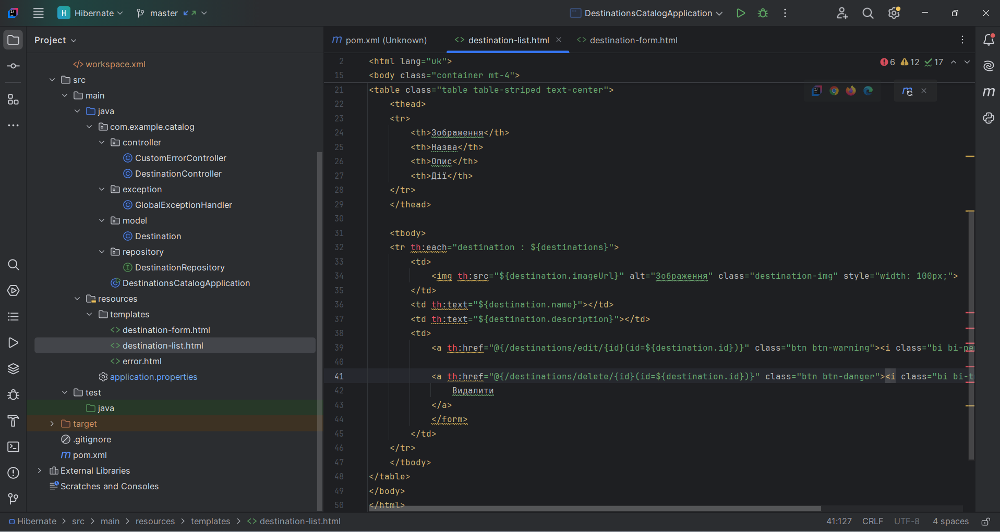 H Hibernate master DestinationsCatalogApplication
Project
pom.xml (Unknown) destination-list.html destination-form.html
workspace.xml
src
main
java
com.example.catalog
controller
CustomErrorController
DestinationController
exception
GlobalExceptionHandler
model
Destination
repository
DestinationRepository
DestinationsCatalogApplication
resources
templates
destination-form.html
destination-list.html
error.html
application.properties
test
java
target
.gitignore
pom.xml
External Libraries
Scratches and Consoles
6 12 17
2 <html lang="uk">
15 <body class="container mt-4">
21 <table class="table table-striped text-center">
22 <thead>
23 <tr>
24 <th>Зображення</th>
25 <th>Назва</th>
26 <th>Опис</th>
27 <th>Дії</th>
28 </tr>
29 </thead>
30
31 <tbody>
32 <tr th:each="destination : ${destinations}">
33 <td>
34 <img th:src="${destination.imageUrl}" alt="Зображення" class="destination-img" style="width: 100px;">
35 </td>
36 <td th:text="${destination.name}"></td>
37 <td th:text="${destination.description}"></td>
38 <td>
39 <a th:href="@{/destinations/edit/{id}(id=${destination.id})}" class="btn btn-warning"><i class="bi bi-pe
40
41 <a th:href="@{/destinations/delete/{id}(id=${destination.id})}" class="btn btn-danger"><i class="bi bi-t
42 Видалити
43 </a>
44 </form>
45 </td>
46 </tr>
47 </tbody>
48 </table>
49 </body>
50 </html>
Hibernate > src > main > resources > templates > destination-list.html
41:127 CRLF UTF-8 4 spaces